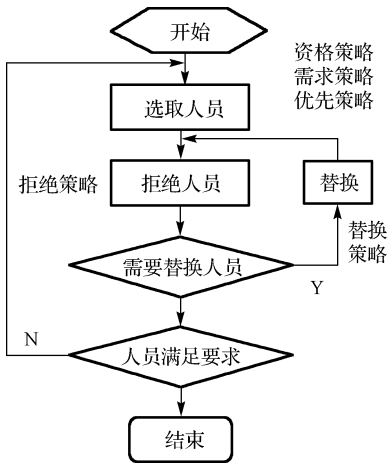 开始
资格策略
需求策略
优先策略
选取人员
拒绝策略
拒绝人员
替换
替换
策略
需要替换人员
Y
N
人员满足要求
结束